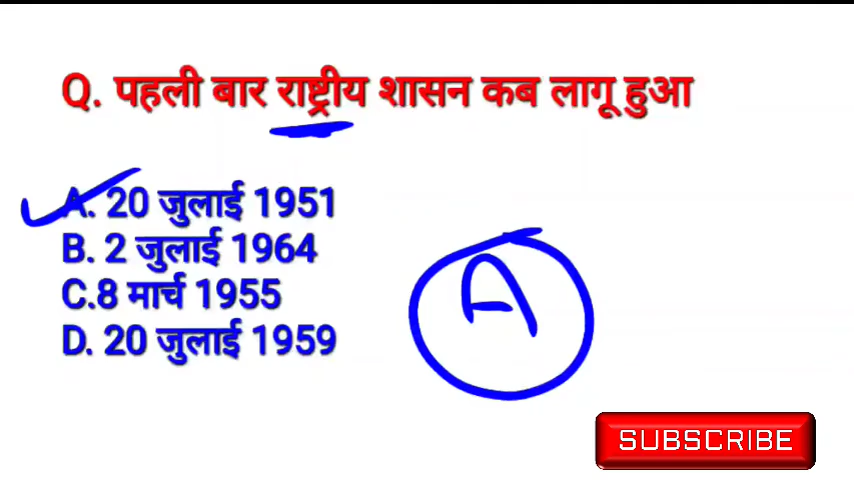 Q. पहली बार राष्ट्रीय शासन कब लागू हुआ
A. 20 जुलाई 1951
B. 2 जुलाई 1964
C.8 मार्च 1955
D. 20 जुलाई 1959
A
SUBSCRIBE